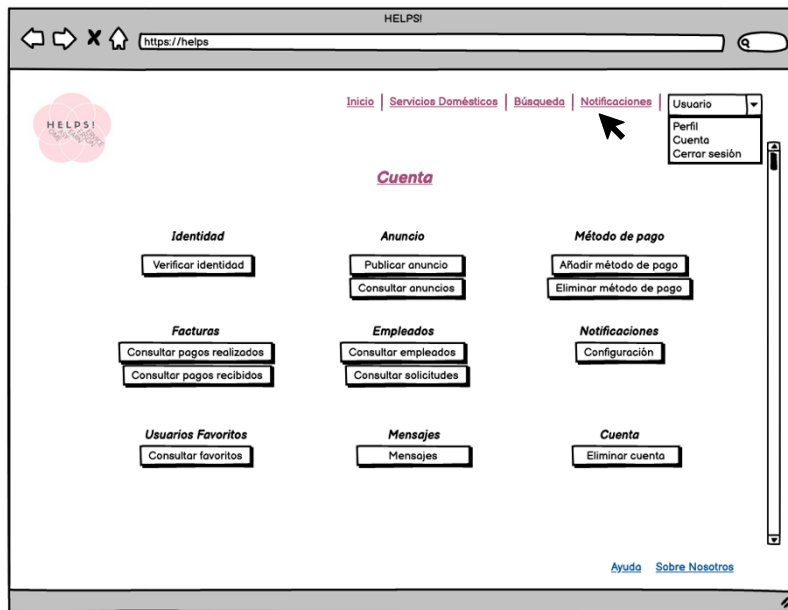 HELPS!
https://helps
Inicio | Servicios Domésticos | Búsqueda | Notificaciones | Usuario
Perfil
Cuenta
Cerrar sesión
HELPS!
Cuenta
Identidad
Verificar identidad
Anuncio
Publicar anuncio
Consultar anuncios
Método de pago
Añadir método de pago
Eliminar método de pago
Facturas
Consultar pagos realizados
Consultar pagos recibidos
Empleados
Consultar empleados
Consultar solicitudes
Notificaciones
Configuración
Usuarios Favoritos
Consultar favoritos
Mensajes
Mensajes
Cuenta
Eliminar cuenta
Ayuda Sobre Nosotros